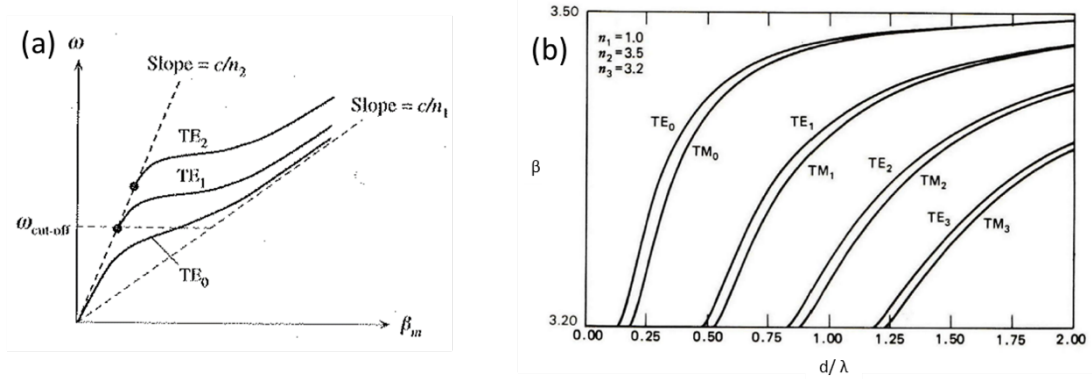 (a)
ω
Slope = c/n₂
Slope = c/n₁
TE₂
TE₁
ω_cut-off
TE₀
β_m
(b)
3.50
n₁ = 1.0
n₂ = 3.5
n₃ = 3.2
TE₀
TM₀
TE₁
TM₁
TE₂
TM₂
TE₃
TM₃
β
3.20
0.00 0.25 0.50 0.75 1.00 1.25 1.50 1.75 2.00
d/ λ